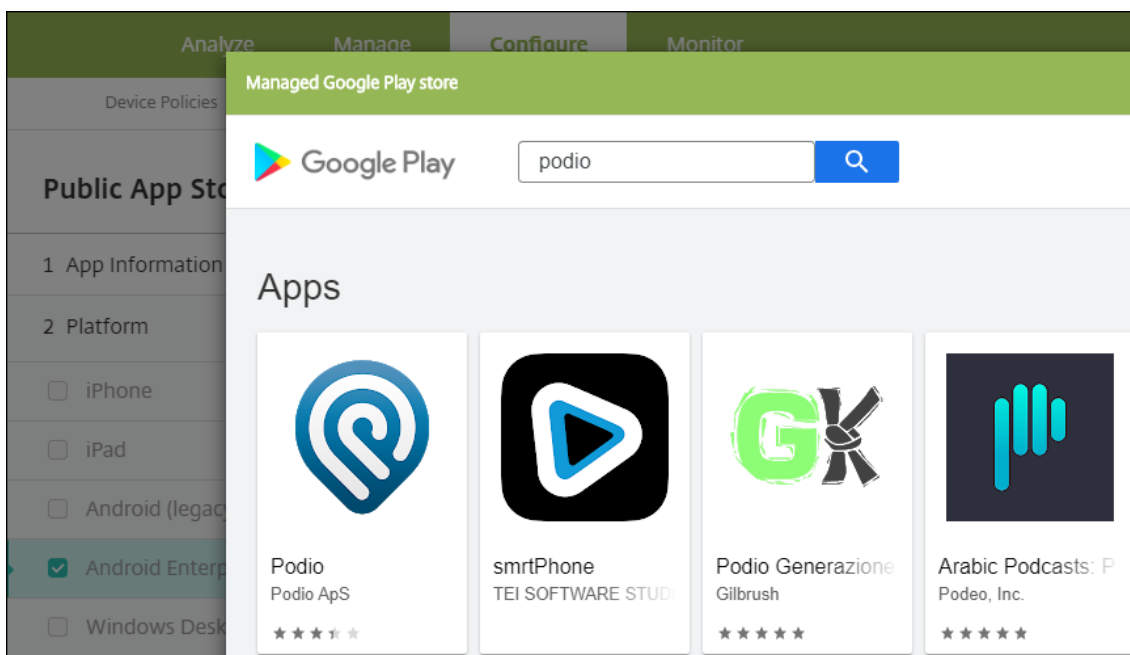 Analyze Manage Configure Monitor
Device Policies
Managed Google Play store
Google Play
podio
Public App Sto
1 App Information
2 Platform
iPhone
iPad
Android (legacy
Android Enterp
Windows Desk
Apps
GK
Podio
Podio ApS
smrtPhone
TEI SOFTWARE STUDI
Podio Generazione
Gilbrush
Arabic Podcasts: P
Podeo, Inc.